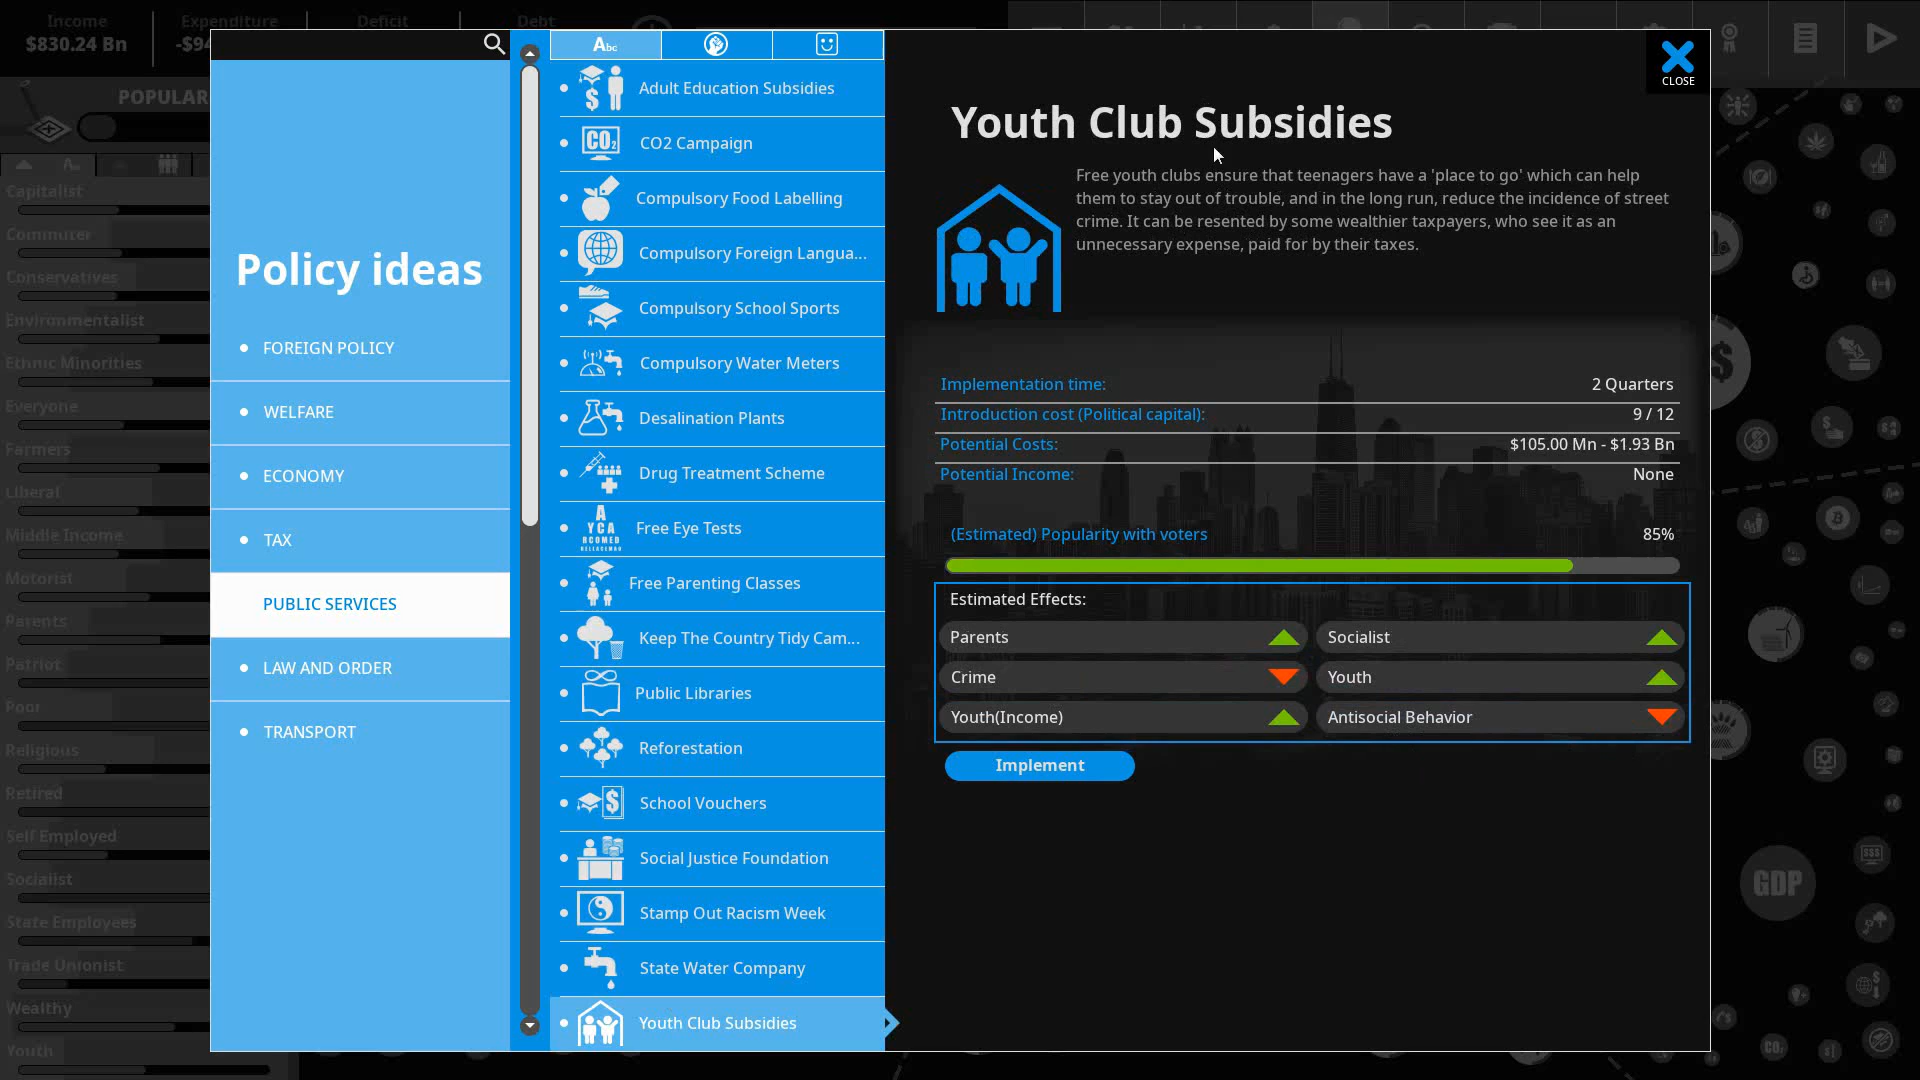 Income
Expenditure
Deficit
Debt
$830.24 Bn
-$94
POPULAR
Capitalist
Commuter
Conservatives
Environmentalist
Ethnic Minorities
Everyone
Farmers
Liberal
Middle Income
Motorist
Parents
Patriot
Poor
Religious
Retired
Self Employed
Socialist
State Employees
Trade Unionist
Wealthy
Youth
Policy ideas
FOREIGN POLICY
WELFARE
ECONOMY
TAX
PUBLIC SERVICES
LAW AND ORDER
TRANSPORT
Abc
Adult Education Subsidies
CO2 Campaign
Compulsory Food Labelling
Compulsory Foreign Langua...
Compulsory School Sports
Compulsory Water Meters
Desalination Plants
Drug Treatment Scheme
Free Eye Tests
Free Parenting Classes
Keep The Country Tidy Cam...
Public Libraries
Reforestation
School Vouchers
Social Justice Foundation
Stamp Out Racism Week
State Water Company
Youth Club Subsidies
CLOSE
Youth Club Subsidies
Free youth clubs ensure that teenagers have a 'place to go' which can help
them to stay out of trouble, and in the long run, reduce the incidence of street
crime. It can be resented by some wealthier taxpayers, who see it as an
unnecessary expense, paid for by their taxes.
Implementation time: 2 Quarters
Introduction cost (Political capital): 9 / 12
Potential Costs: $105.00 Mn - $1.93 Bn
Potential Income: None
(Estimated) Popularity with voters 85%
Estimated Effects:
Parents
Socialist
Crime
Youth
Youth(Income)
Antisocial Behavior
Implement
GDP